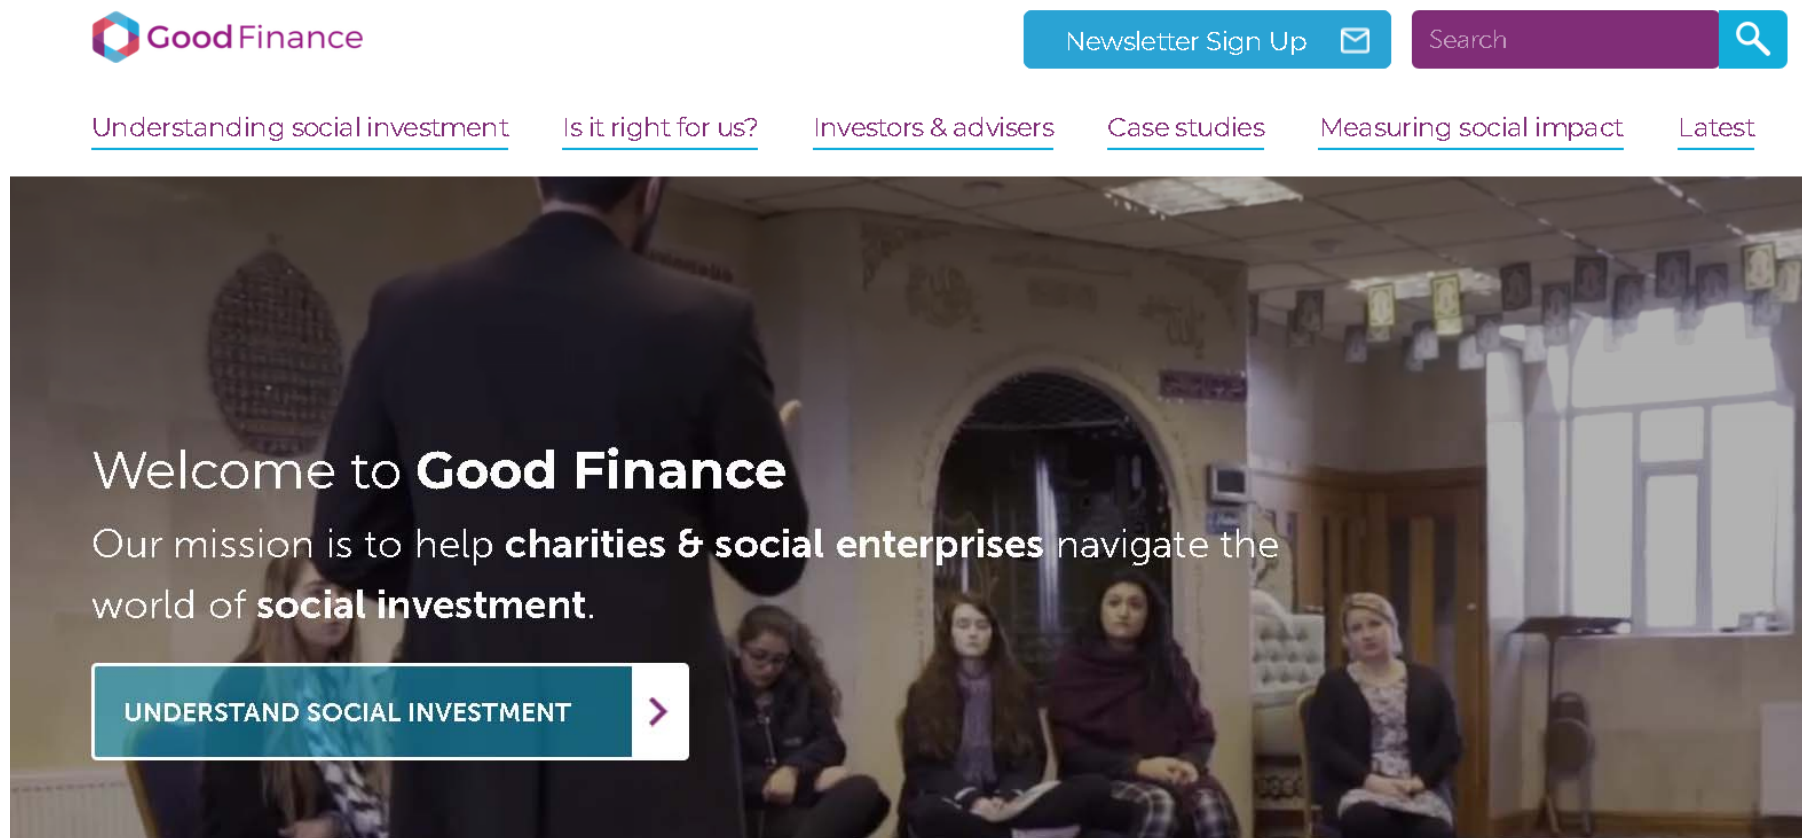 Good Finance
Newsletter Sign Up
Search
Understanding social investment
Is it right for us?
Investors & advisers
Case studies
Measuring social impact
Latest
Welcome to Good Finance
Our mission is to help charities & social enterprises navigate the
world of social investment.
UNDERSTAND SOCIAL INVESTMENT